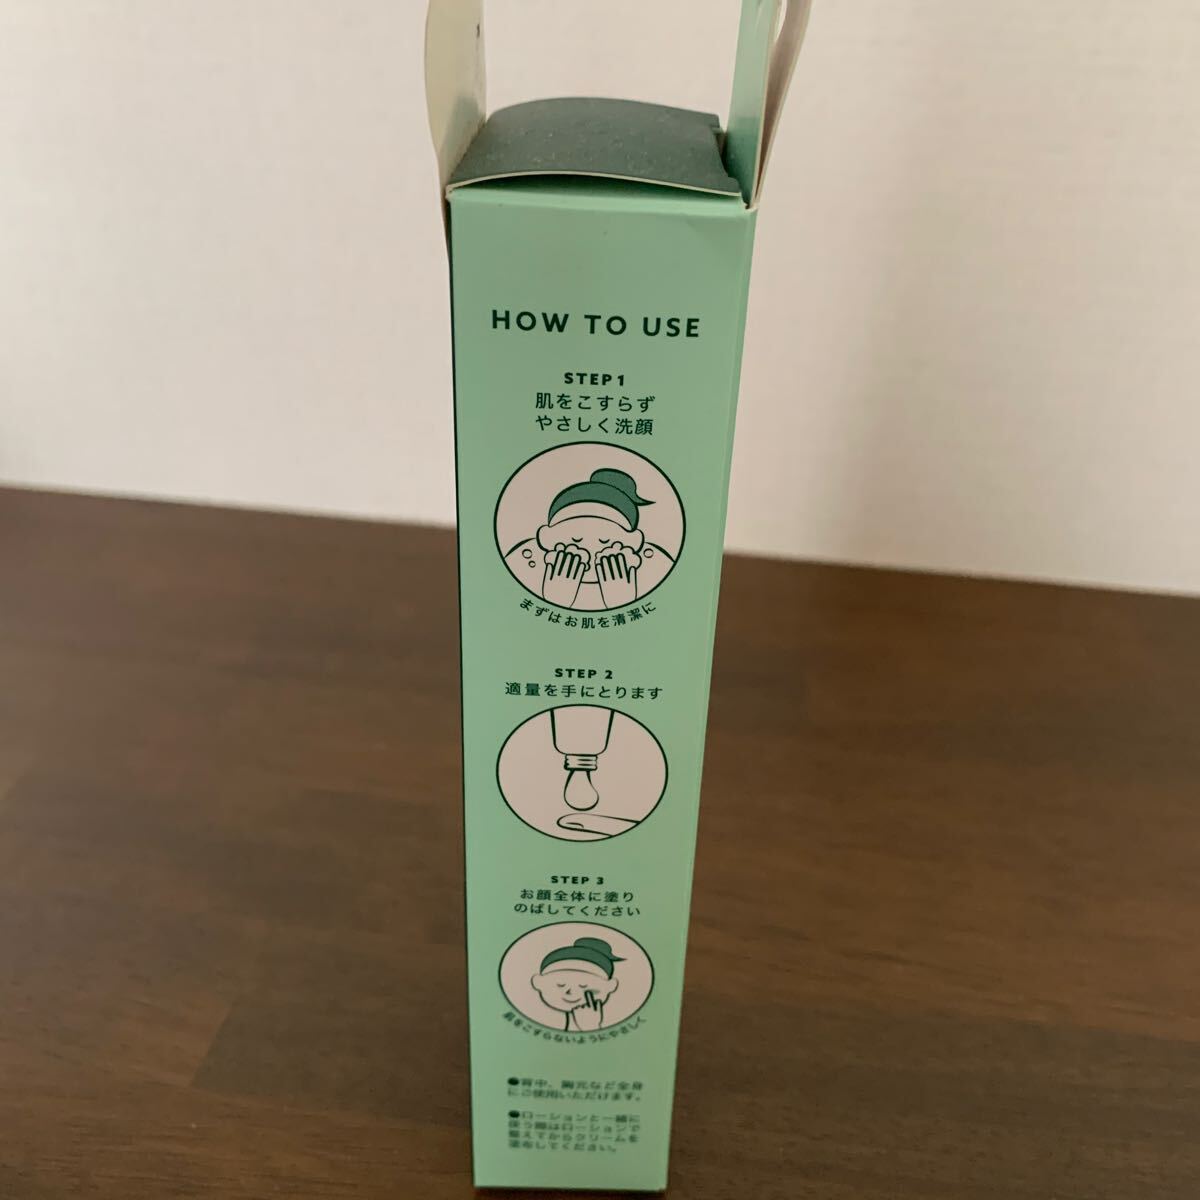 HOW TO USE
STEP 1
肌をこすらず
やさしく洗顔
まずはお肌を清潔に
STEP 2
適量を手にとります
STEP 3
お顔全体に塗り
のばしてください
肌をこすらないようにやさしく
●背中、胸元など全身
にご使用いただけます。
●ローションと一緒に
使う際はローションで
整えてからクリームを
塗布してください。